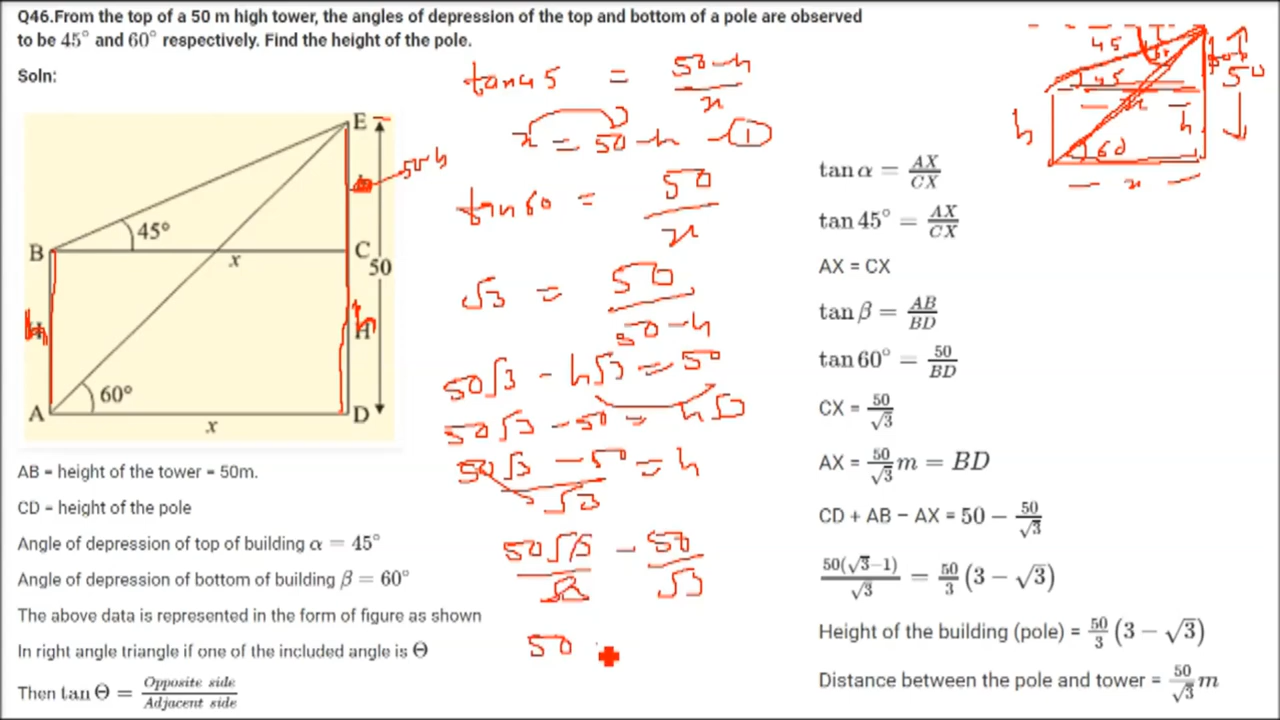 Q46.From the top of a 50 m high tower, the angles of depression of the top and bottom of a pole are observed
to be 45° and 60° respectively. Find the height of the pole.
Soln:
E
50-h
45°
B
C
x
50
h
h
60°
A
D
x
AB = height of the tower = 50m.
CD = height of the pole
Angle of depression of top of building α = 45°
Angle of depression of bottom of building β = 60°
The above data is represented in the form of figure as shown
In right angle triangle if one of the included angle is Θ
Then tan Θ = Opposite side / Adjacent side
tan 45 = 50-h / x
x = 50-h - ①
tan 60 = 50 / x
√3 = 50 / 50-h
50√3 - h√3 = 50
50√3 - 50 = h√3
50√3 - 50 / √3 = h
50√3 / √3 - 50 / √3
50
45
45
50
h
x
h
60
x
tan α = AX / CX
tan 45° = AX / CX
AX = CX
tan β = AB / BD
tan 60° = 50 / BD
CX = 50 / √3
AX = 50 / √3 m = BD
CD + AB − AX = 50 − 50 / √3
50(√3−1) / √3 = 50 / 3 (3 − √3)
Height of the building (pole) = 50 / 3 (3 − √3)
Distance between the pole and tower = 50 / √3 m